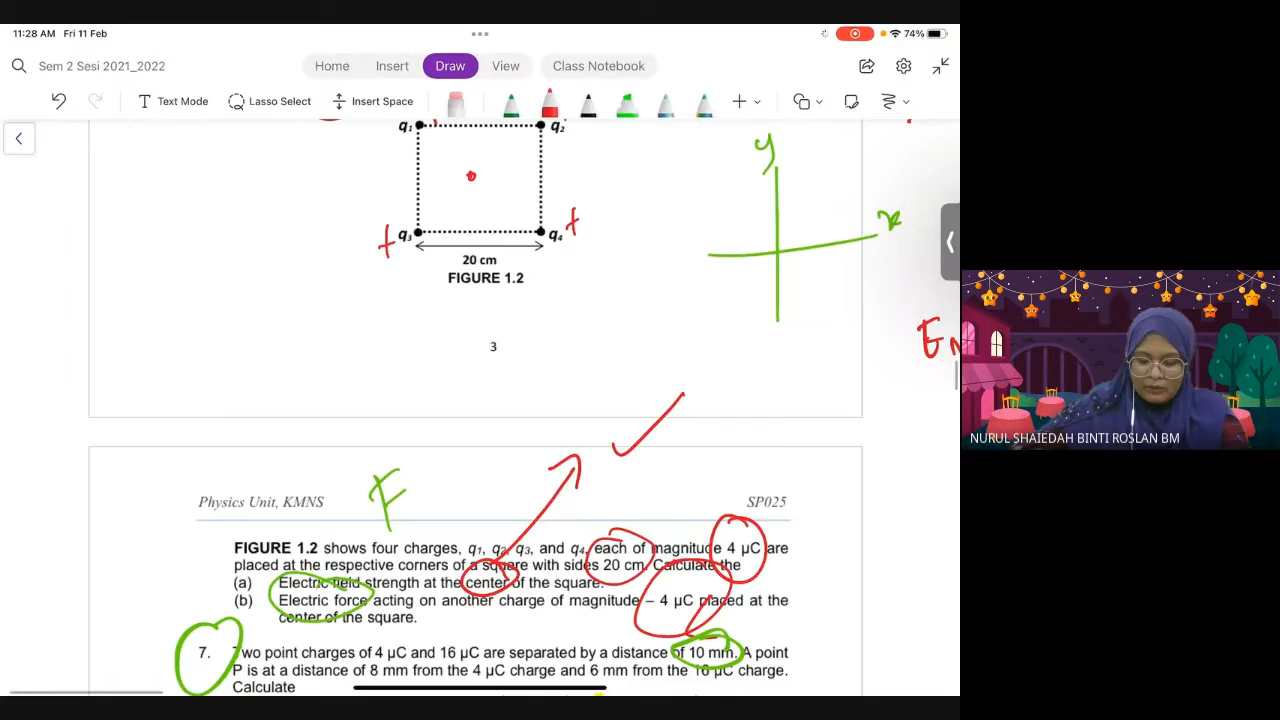 11:28 AM Fri 11 Feb
74%
Sem 2 Sesi 2021_2022
Home Insert Draw View Class Notebook
Text Mode Lasso Select Insert Space
q1 q2
y
x
+ q3 q4 +
20 cm
FIGURE 1.2
E
3
NURUL SHAIEDAH BINTI ROSLAN BM
F
Physics Unit, KMNS SP025
FIGURE 1.2 shows four charges, q1, q2, q3, and q4, each of magnitude 4 µC are
placed at the respective corners of a square with sides 20 cm. Calculate the
(a) Electric field strength at the center of the square.
(b) Electric force acting on another charge of magnitude – 4 µC placed at the
center of the square.
7. Two point charges of 4 µC and 16 µC are separated by a distance of 10 mm. A point
P is at a distance of 8 mm from the 4 µC charge and 6 mm from the 16 µC charge.
Calculate